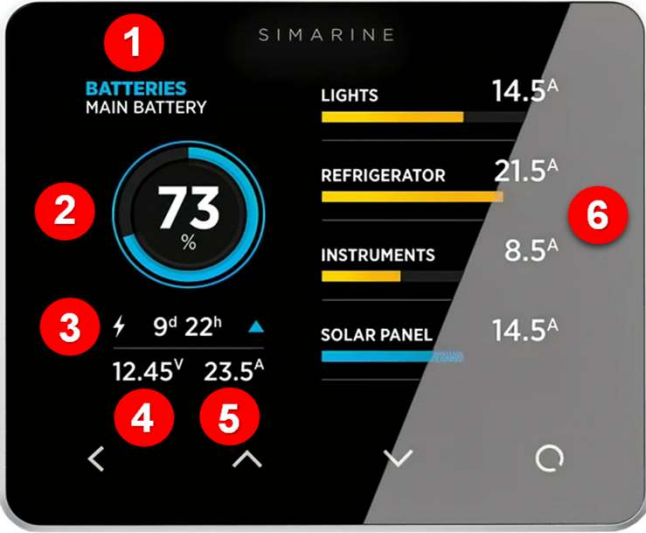 SIMARINE
1
BATTERIES
MAIN BATTERY
2
73
%
3
9d 22h
12.45V 23.5A
4
5
LIGHTS 14.5A
REFRIGERATOR 21.5A
INSTRUMENTS 8.5A
SOLAR PANEL 14.5A
6